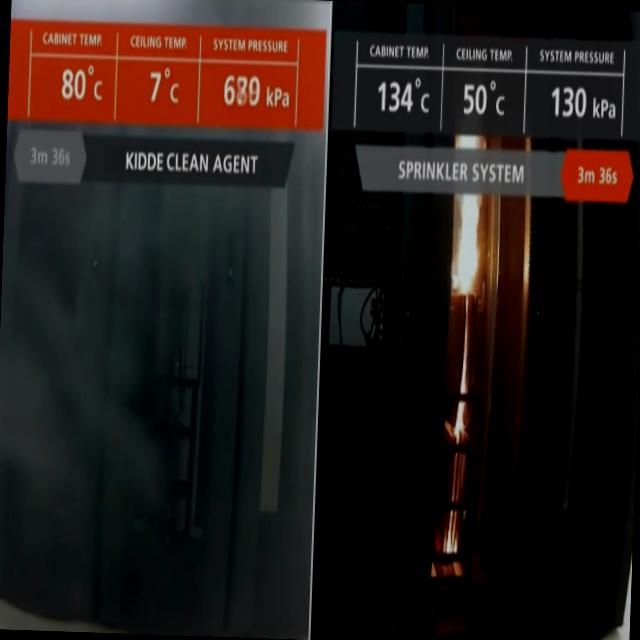 CABINET TEMP. CEILING TEMP. SYSTEM PRESSURE
80°C 7°C kPa
3m 36s KIDDE CLEAN AGENT
CABINET TEMP. CEILING TEMP. SYSTEM PRESSURE
134°C 50°C 130 kPa
SPRINKLER SYSTEM 3m 36s